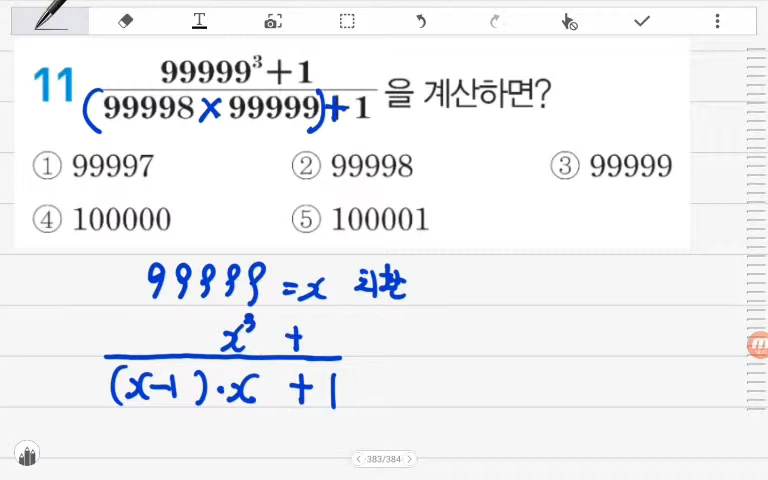 11 99999³+1
(99998×99999)+1 을 계산하면?
① 99997 ② 99998 ③ 99999
④ 100000 ⑤ 100001
99999 = x 치환
x³ +
(x-1)·x +1
383/384